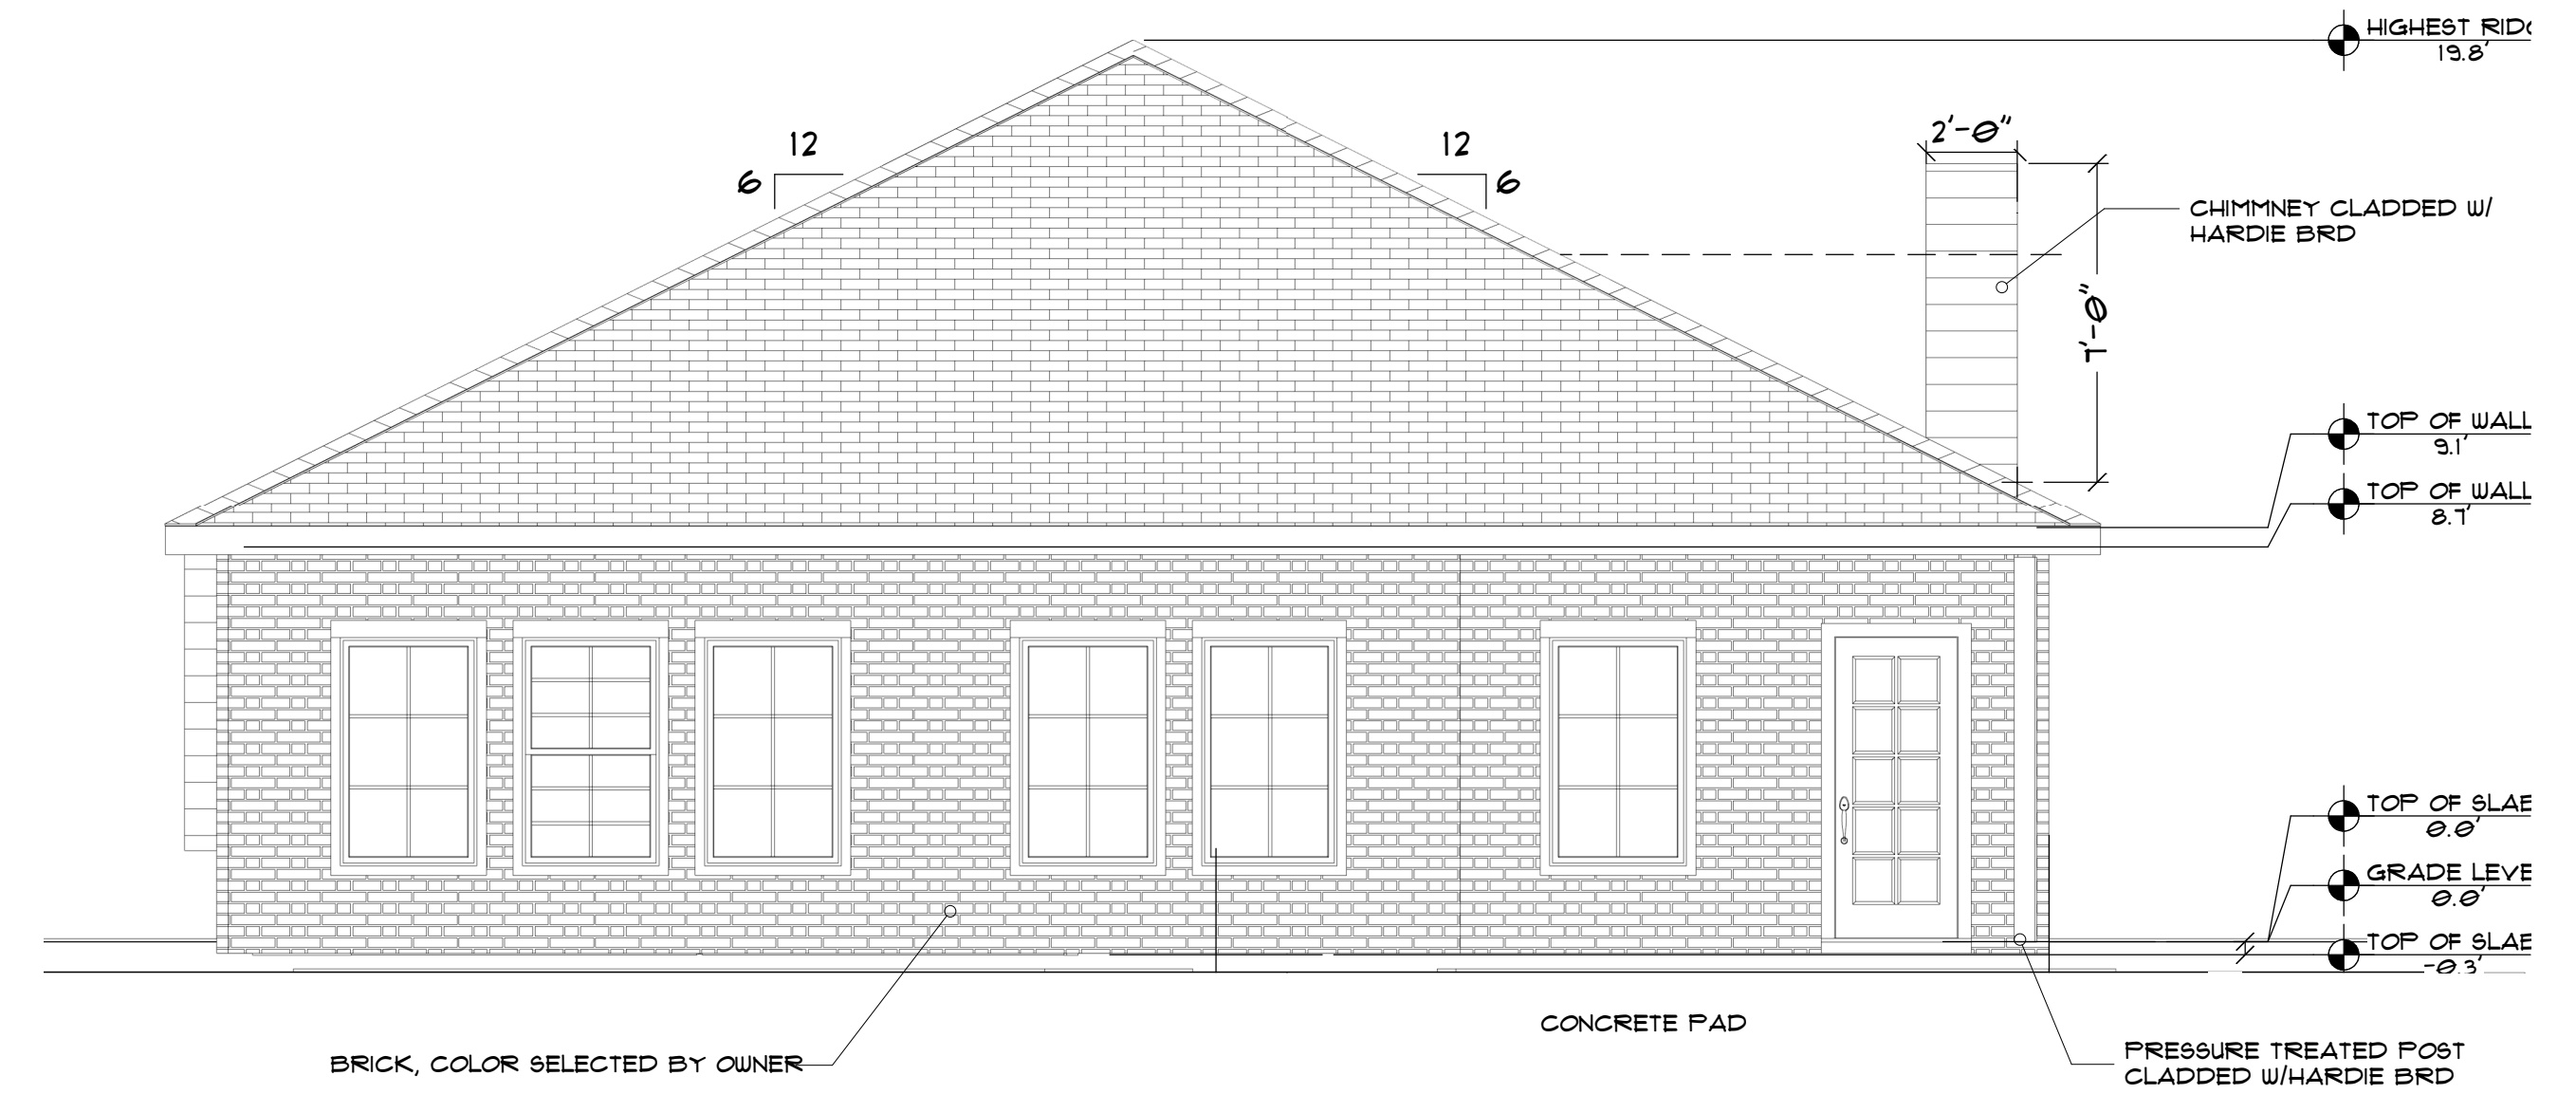 HIGHEST RIDG
19.8'
12
6
12
6
2'-0"
CHIMMNEY CLADDED W/
HARDIE BRD
7'-0"
TOP OF WALL
9.1'
TOP OF WALL
8.7'
TOP OF SLAB
0.0'
GRADE LEVE
0.0'
TOP OF SLAB
-0.3'
CONCRETE PAD
BRICK, COLOR SELECTED BY OWNER
PRESSURE TREATED POST
CLADDED W/HARDIE BRD